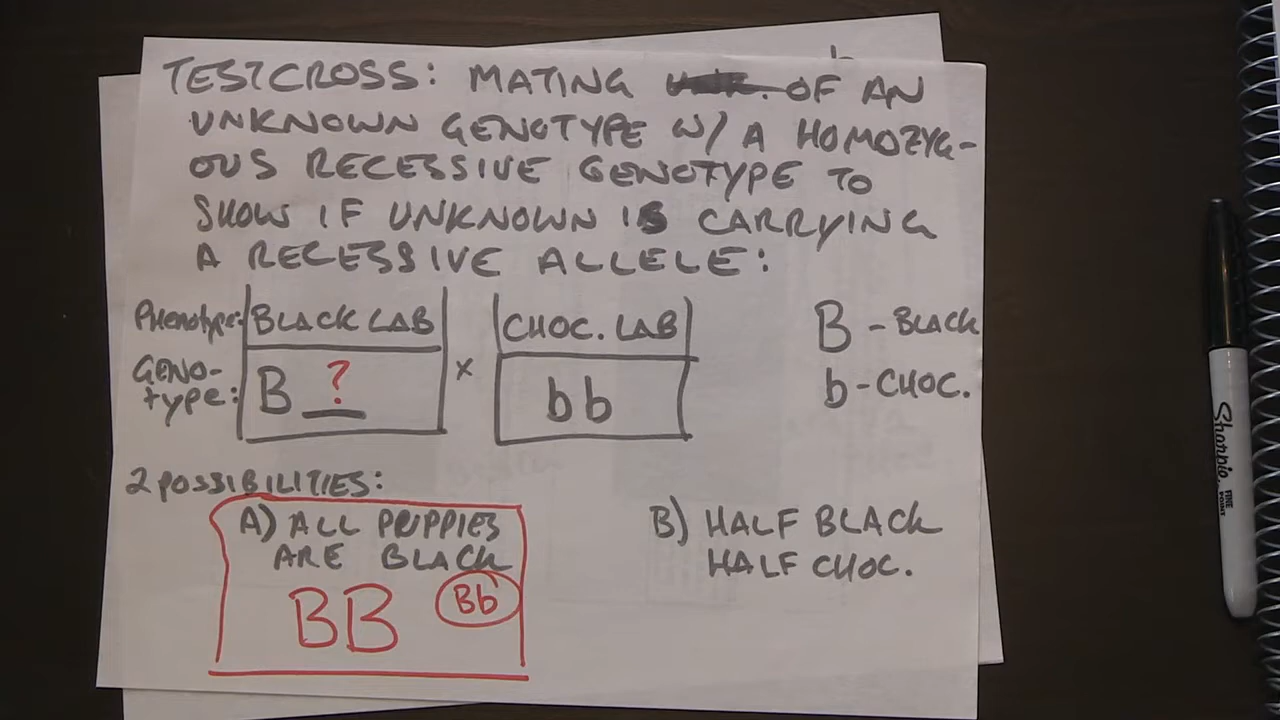 TESTCROSS: MATING OF AN
UNKNOWN GENOTYPE W/ A HOMOZYG-
OUS RECESSIVE GENOTYPE TO
SHOW IF UNKNOWN IS CARRYING
A RECESSIVE ALLELE:
Phenotype: BLACK LAB CHOC. LAB
B - BLACK
GENO-
type: B ? x bb
b - CHOC.
2 POSSIBILITIES:
A) ALL PUPPIES
ARE BLACK
BB Bb
B) HALF BLACK
HALF CHOC.
Sharpie
FINE
POINT